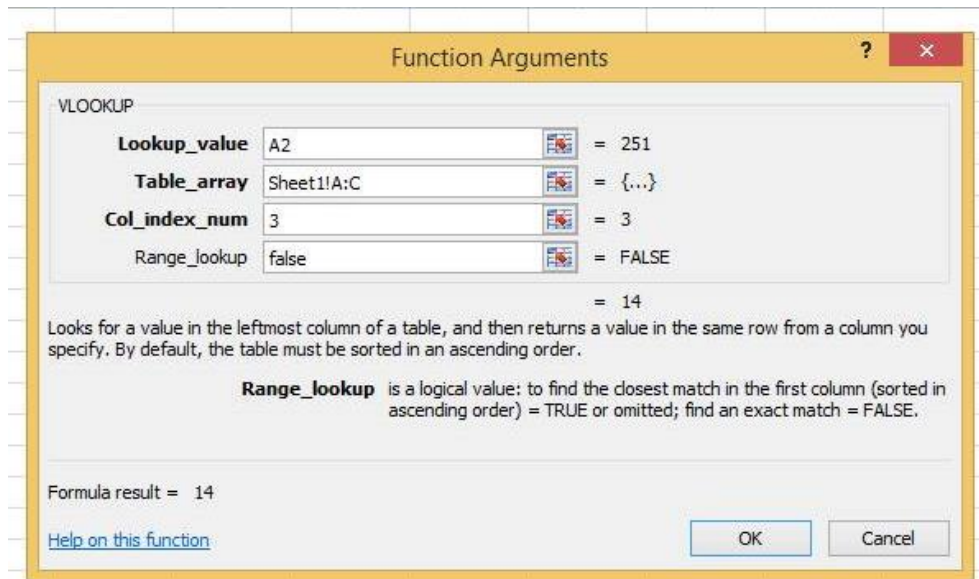 Function Arguments
?
×
VLOOKUP
Lookup_value A2 = 251
Table_array Sheet1!A:C = {...}
Col_index_num 3 = 3
Range_lookup false = FALSE
= 14
Looks for a value in the leftmost column of a table, and then returns a value in the same row from a column you
specify. By default, the table must be sorted in an ascending order.
Range_lookup is a logical value: to find the closest match in the first column (sorted in
ascending order) = TRUE or omitted; find an exact match = FALSE.
Formula result = 14
Help on this function
OK
Cancel